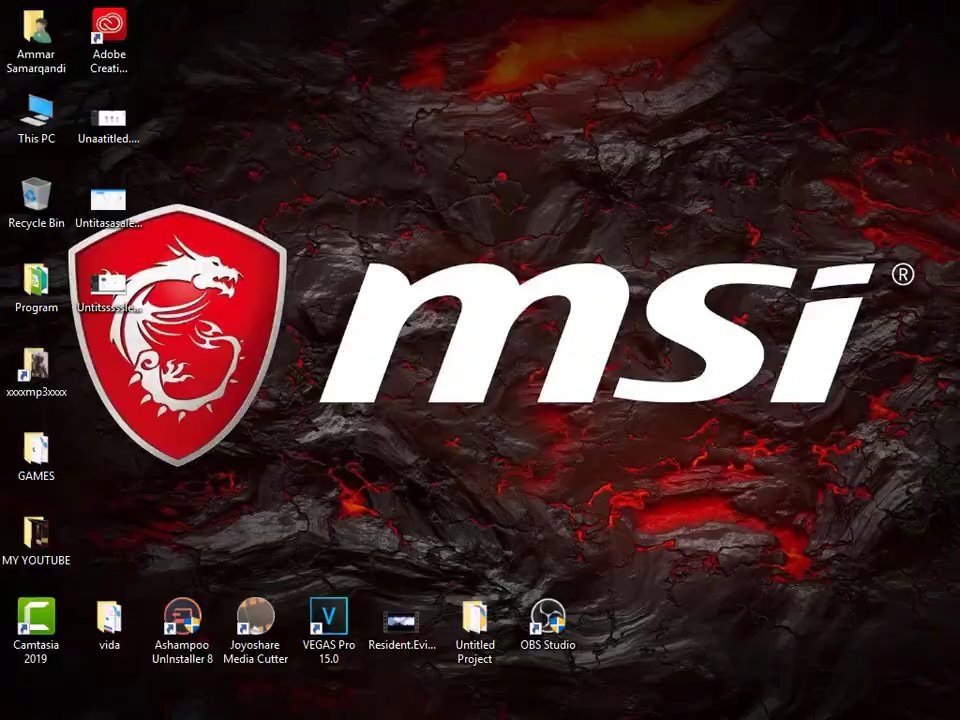 Ammar
Samarqandi
Adobe
Creati...
This PC
Unaatitled....
Recycle Bin
Untitasasale...
Program
Untitsssssle...
xxxxmp3xxxx
GAMES
MY YOUTUBE
msi®
Camtasia
2019
vida
Ashampoo
UnInstaller 8
Joyoshare
Media Cutter
VEGAS Pro
15.0
Resident.Evi...
Untitled
Project
OBS Studio